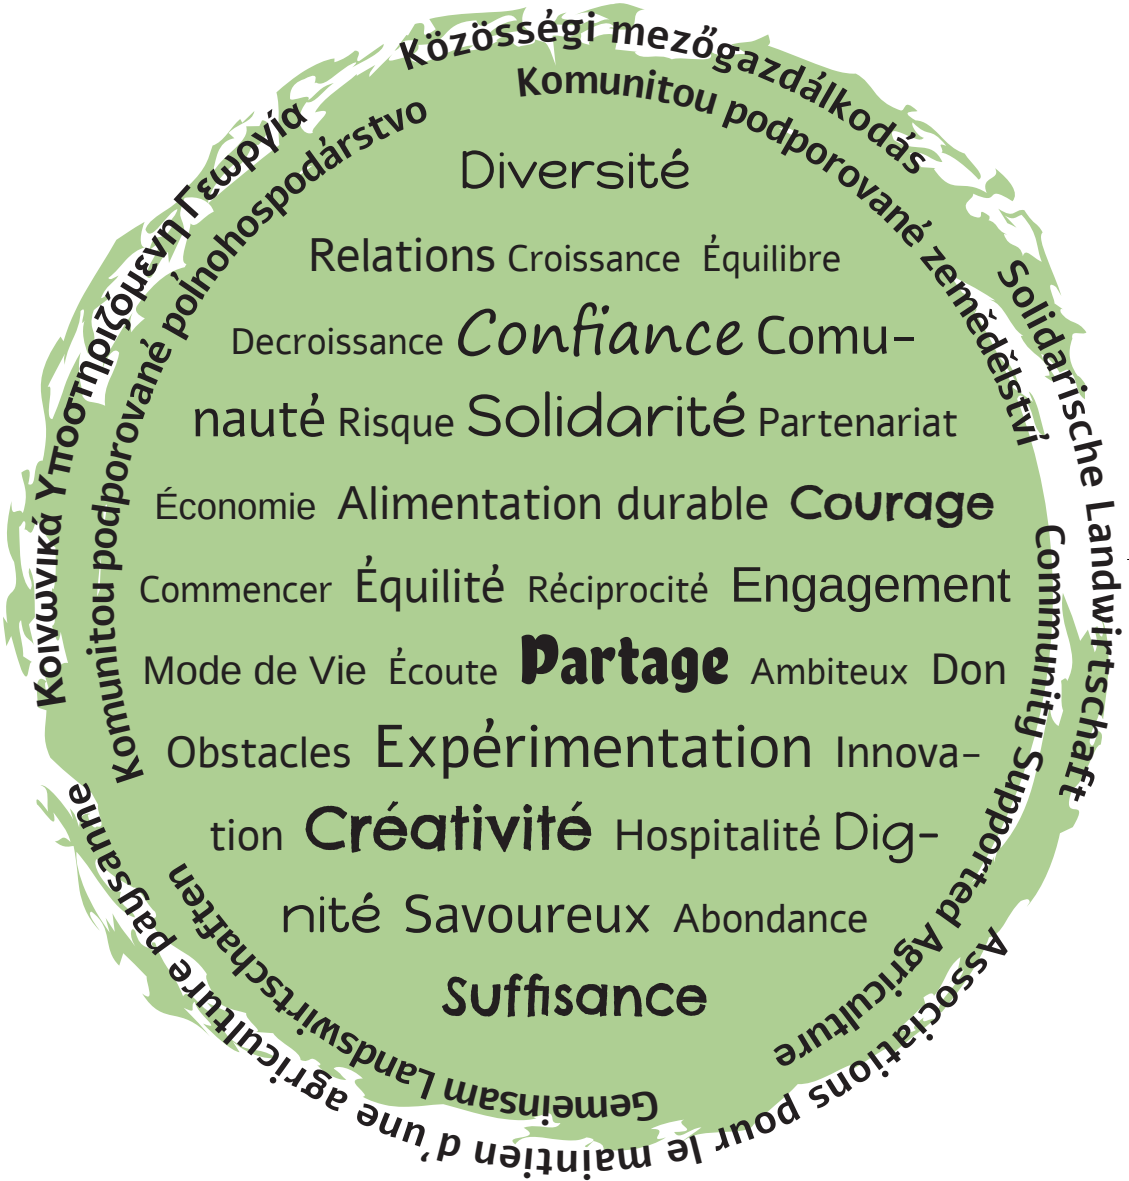 Közösségi mezőgazdálkodás
Komunitou podporované zemědělství
Solidarische Landwirtschaft
Community Supported Agriculture
Associations pour le maintien d'une agriculture paysanne
Gemeinsam Landswirtschaften
Komunitou podporované poĺnohospodárstvo
Κοινωνικά Υποστηριζόμενη Γεωργία
Diversité
Relations Croissance Équilibre
Decroissance Confiance Comu-
nauté Risque Solidarité Partenariat
Économie Alimentation durable Courage
Commencer Équilité Réciprocité Engagement
Mode de Vie Écoute Partage Ambiteux Don
Obstacles Expérimentation Innova-
tion Créativité Hospitalité Dig-
nité Savoureux Abondance
Suffisance